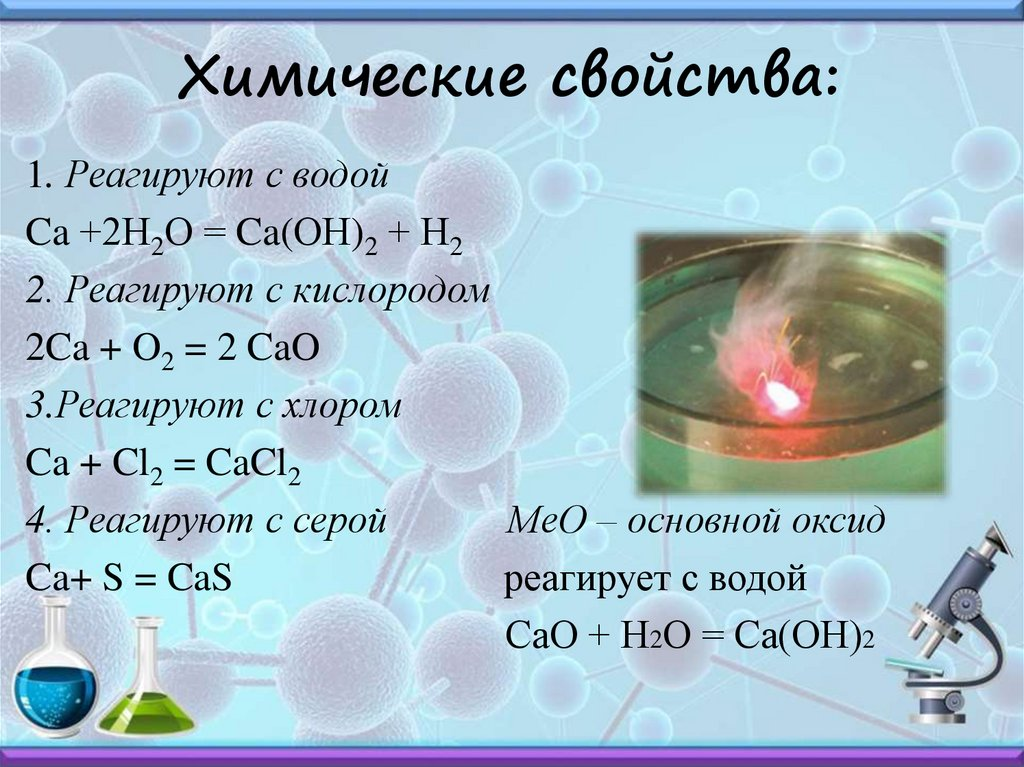 Химические свойства:
1. Реагируют с водой
Ca +2H₂O = Ca(OH)₂ + H₂
2. Реагируют с кислородом
2Ca + O₂ = 2 CaO
3.Реагируют с хлором
Ca + Cl₂ = CaCl₂
4. Реагируют с серой
Ca+ S = CaS
МеО – основной оксид
реагирует с водой
CaO + H₂O = Ca(OH)₂